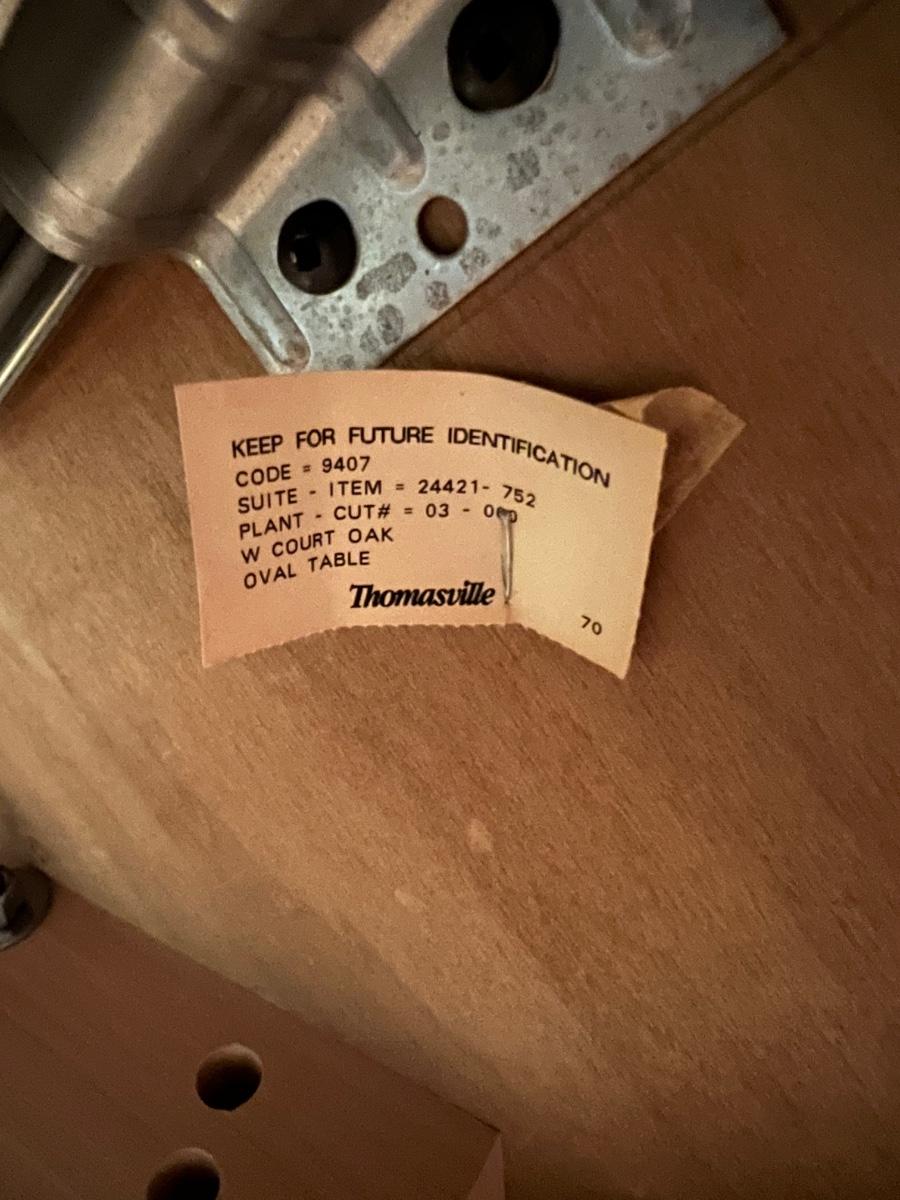 KEEP FOR FUTURE IDENTIFICATION
CODE = 9407
SUITE - ITEM = 24421- 752
PLANT - CUT# = 03 -
W COURT OAK
OVAL TABLE
Thomasville
70